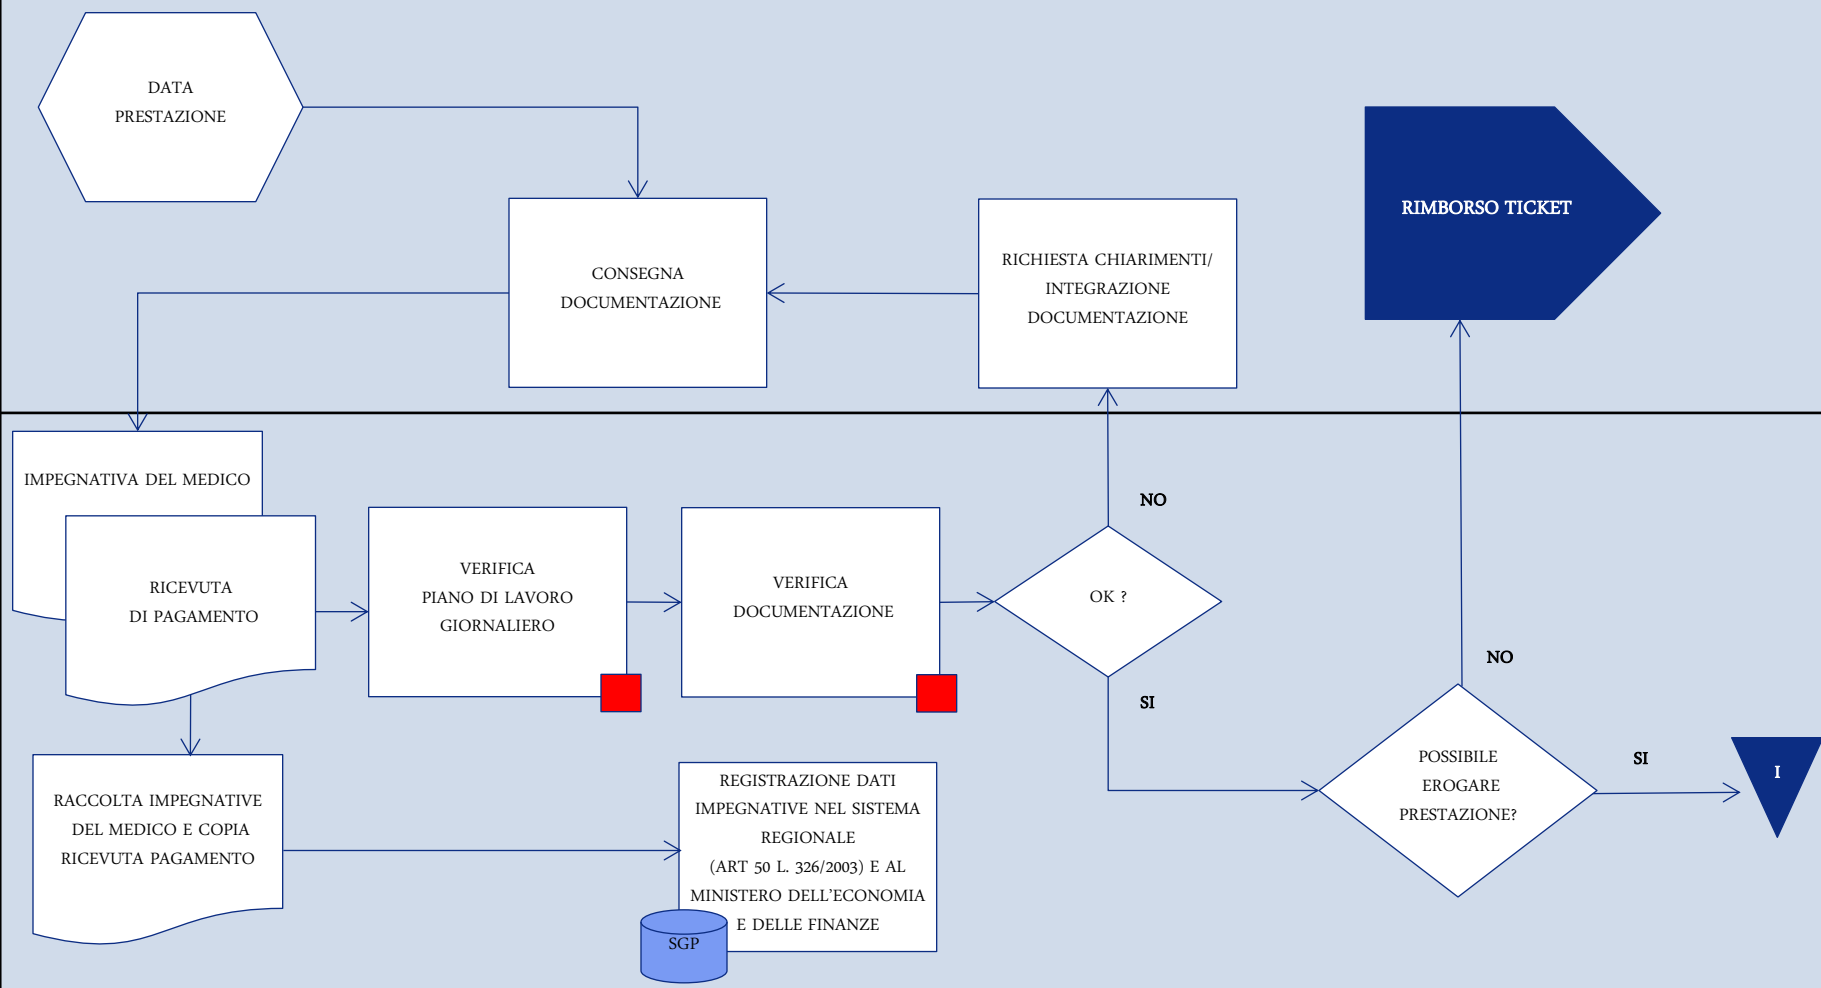 DATA
PRESTAZIONE
CONSEGNA
DOCUMENTAZIONE
RICHIESTA CHIARIMENTI/
INTEGRAZIONE
DOCUMENTAZIONE
RIMBORSO TICKET
IMPEGNATIVA DEL MEDICO
RICEVUTA
DI PAGAMENTO
VERIFICA
PIANO DI LAVORO
GIORNALIERO
VERIFICA
DOCUMENTAZIONE
OK ?
NO
SI
NO
POSSIBILE
EROGARE
PRESTAZIONE?
SI
I
RACCOLTA IMPEGNATIVE
DEL MEDICO E COPIA
RICEVUTA PAGAMENTO
REGISTRAZIONE DATI
IMPEGNATIVE NEL SISTEMA
REGIONALE
(ART 50 L. 326/2003) E AL
MINISTERO DELL'ECONOMIA
E DELLE FINANZE
SGP